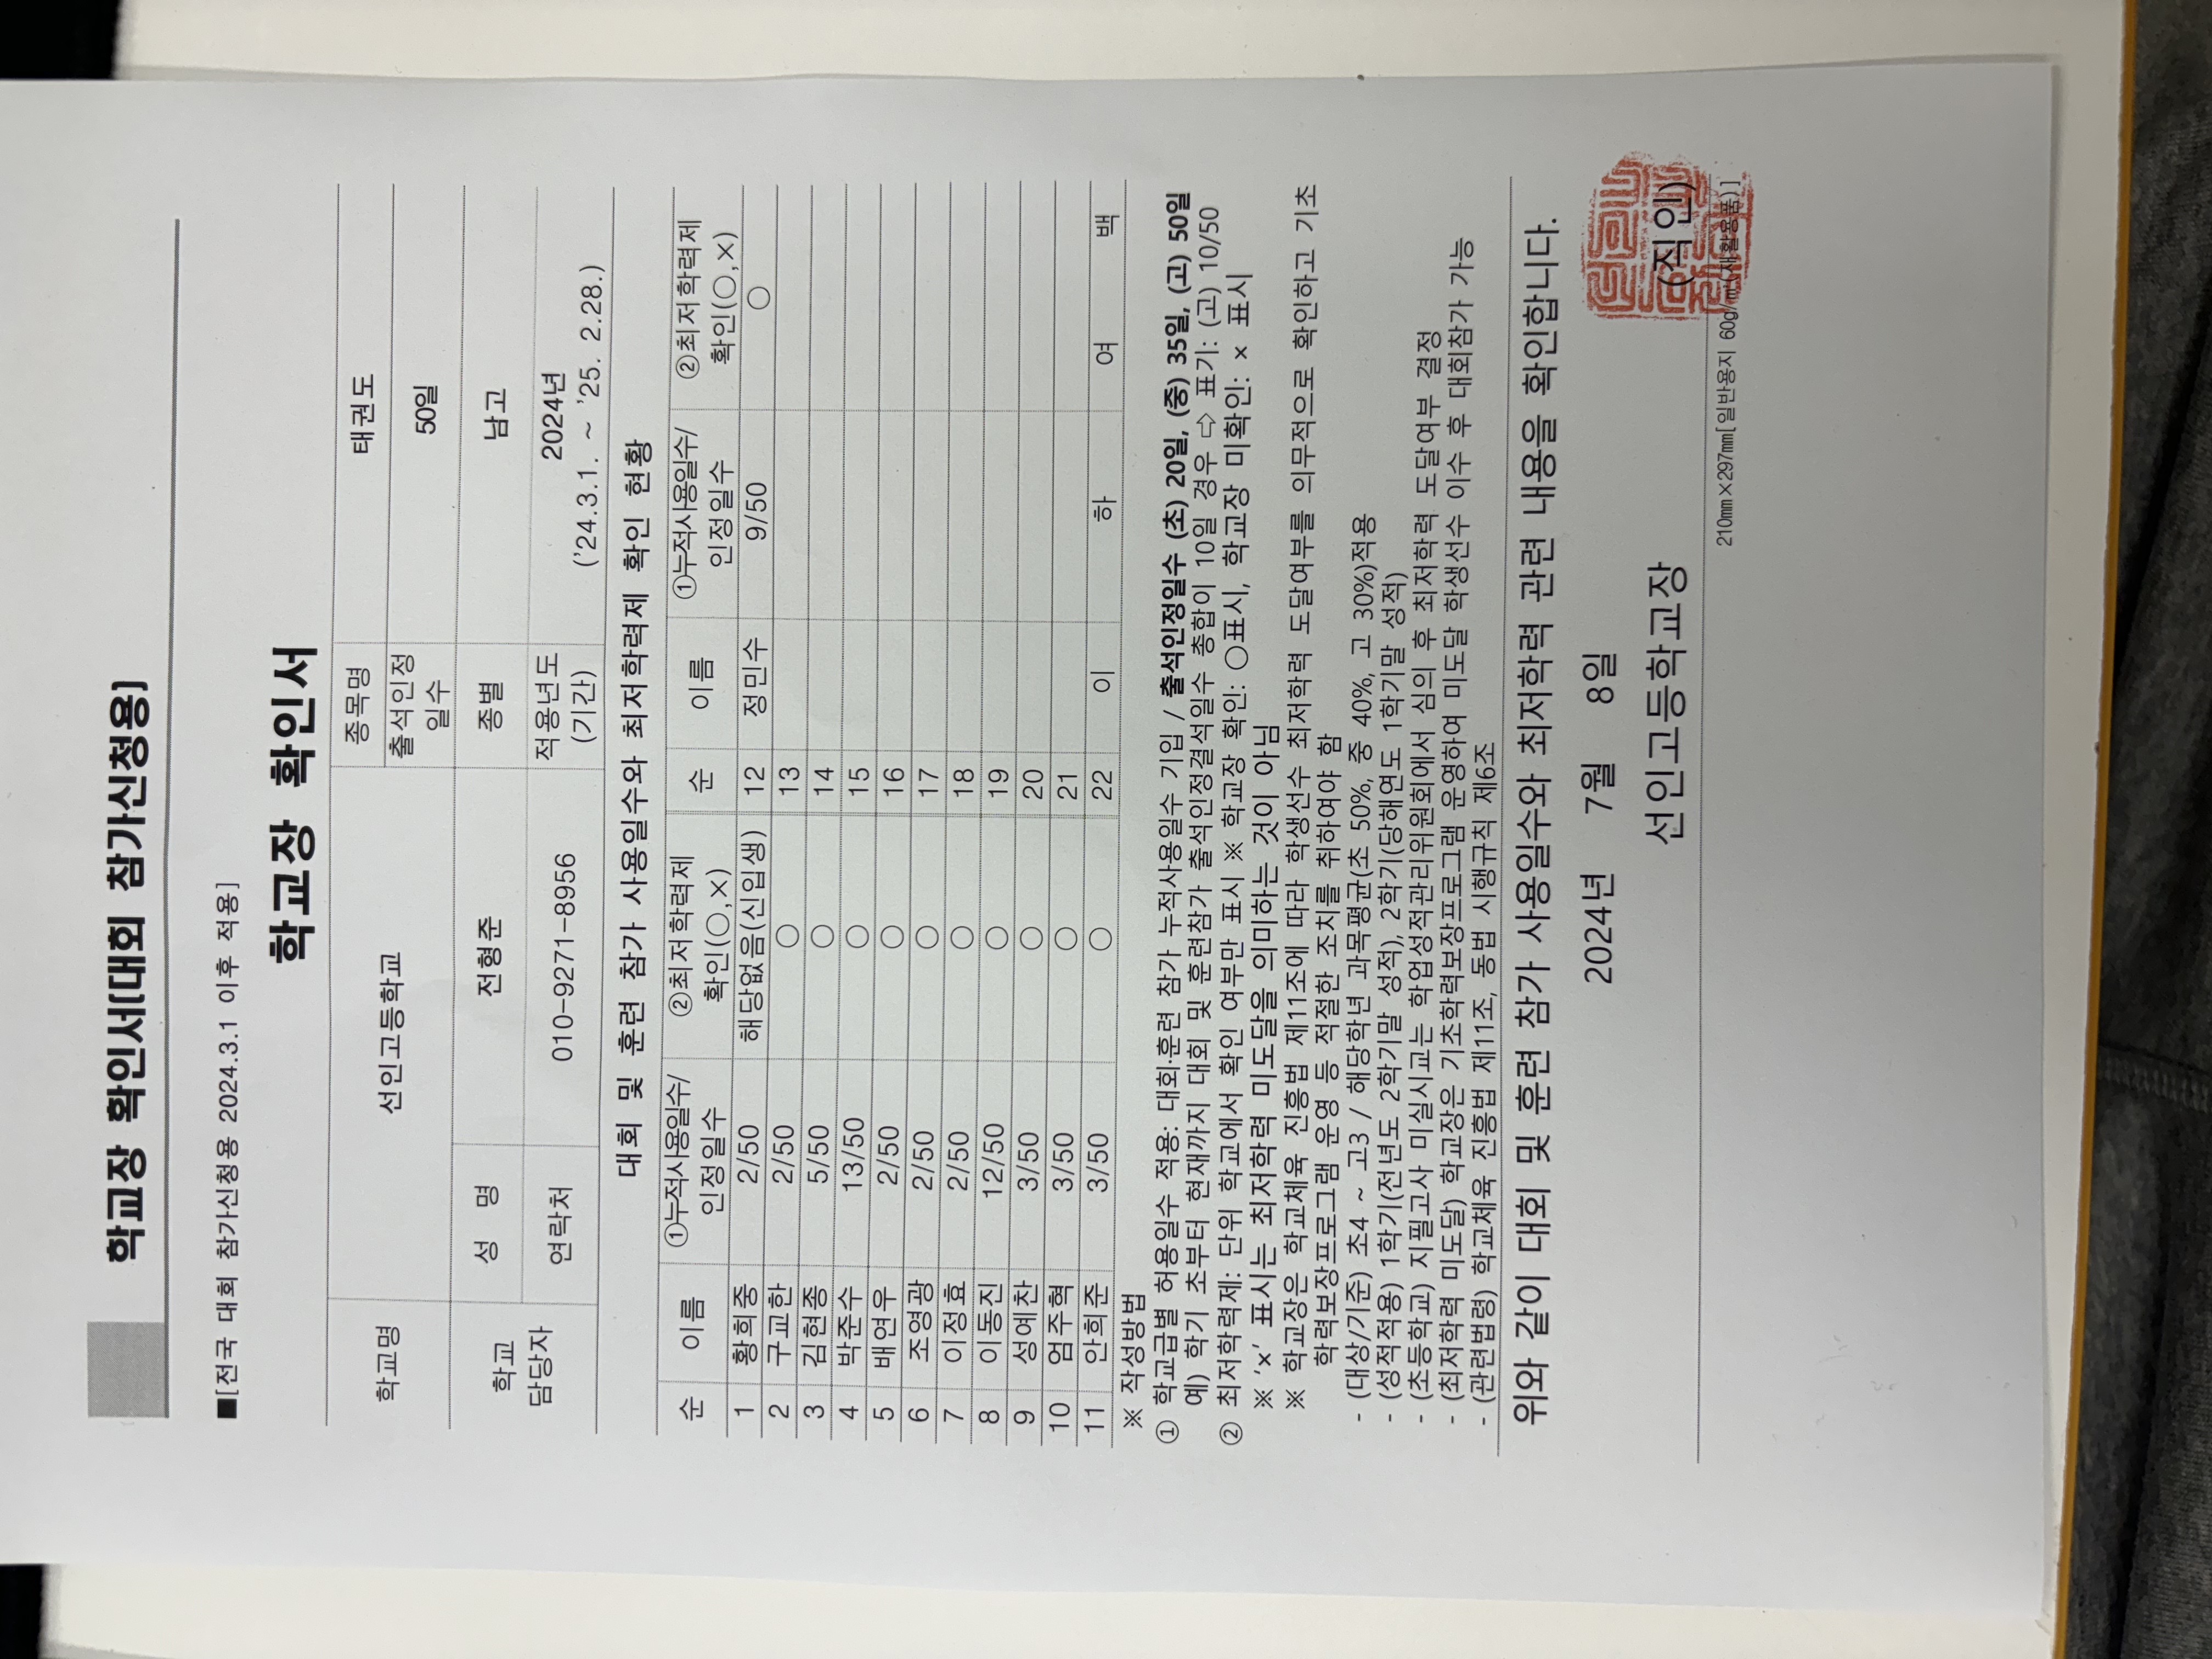 학교장 확인서[대회 참가신청용]
■[전국 대회 참가신청용 2024.3.1 이후 적용]
학교장 확인서
학교명 선인고등학교 종목명 태권도
출석인정일수 50일
학교 담당자 성 명 전형준 종별 남고
연락처 010-9271-8956 적용년도(기간) 2024년
('24.3.1. ~ '25. 2.28.)
대회 및 훈련 참가 사용일수와 최저학력제 확인 현황
순 이름 ①누적사용일수/인정일수 ②최저학력제 확인(○,×) 순 이름 ①누적사용일수/인정일수 ②최저학력제 확인(○,×)
1 황희중 2/50 해당없음(신입생) 12 정민수 9/50 ○
2 구교한 2/50 ○ 13
3 김현종 5/50 ○ 14
4 박준수 13/50 ○ 15
5 배연우 2/50 ○ 16
6 조영광 2/50 ○ 17
7 이정효 2/50 ○ 18
8 이동진 12/50 ○ 19
9 성예찬 3/50 ○ 20
10 엄주혁 3/50 ○ 21
11 안희준 3/50 ○ 22 이 하 여 백
※ 작성방법
① 학교급별 허용일수 적용: 대회·훈련 참가 누적사용일수 기입 / 출석인정일수 (초) 20일, (중) 35일, (고) 50일
예) 학기 초부터 현재까지 대회 및 훈련참가 출석인정결석일수 총합이 10일 경우 ⇨ 표기: (고) 10/50
② 최저학력제: 단위 학교에서 확인 여부만 표시 ※ 학교장 확인: ○표시, 학교장 미확인: × 표시
※ '×' 표시는 최저학력 미도달을 의미하는 것이 아님
※ 학교장은 학교체육 진흥법 제11조에 따라 학생선수 최저학력 도달여부를 의무적으로 확인하고 기초
학력보장프로그램 운영 등 적절한 조치를 취하여야 함
- (대상/기준) 초4 ~ 고3 / 해당학년 과목평균(초 50%, 중 40%, 고 30%)적용
- (성적적용) 1학기(전년도 2학기말 성적), 2학기(당해연도 1학기말 성적)
- (초등학교) 지필고사 미실시교는 학업성적관리위원회에서 심의 후 최저학력 도달여부 결정
- (최저학력 미도달) 학교장은 기초학력보장프로그램 운영하여 미도달 학생선수 이수 후 대회참가 가능
- (관련법령) 학교체육 진흥법 제11조, 동법 시행규칙 제6조
위와 같이 대회 및 훈련 참가 사용일수와 최저학력 관련 내용을 확인합니다.
2024년 7월 8일
선인고등학교장 (직인)
210㎜×297㎜[일반용지 60g/㎡(재활용품)]